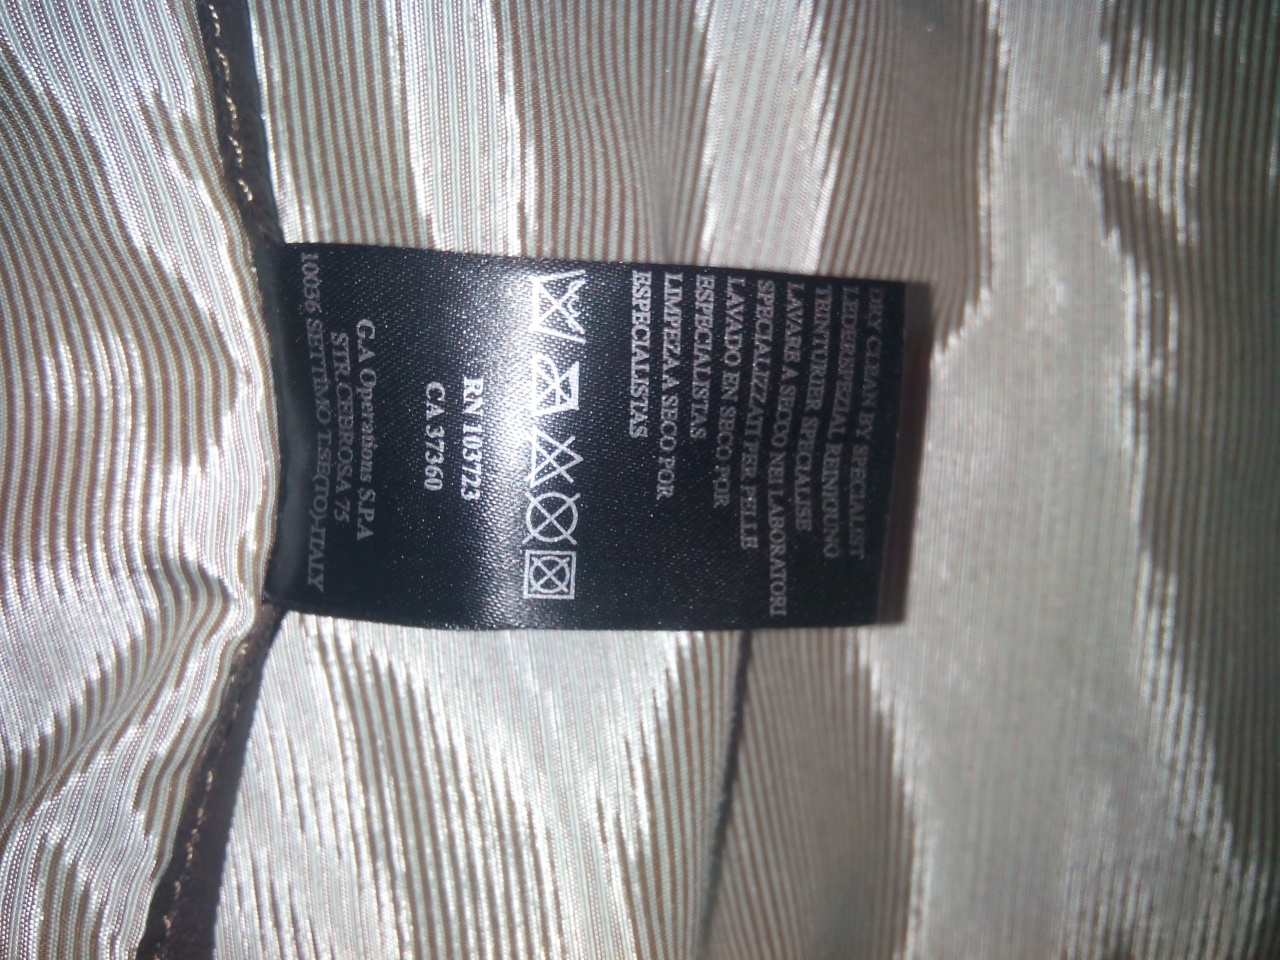 DRY CLEAN BY SPECIALIST
LEDERSPEZIAL REINIGUNG
TEINTURIER SPECIALISE
LAVARE A SECCO NEI LABORATORI
SPECIALIZZATI PER PELLE
LAVADO EN SECO POR
ESPECIALISTAS
LIMPEZA A SECO POR
ESPECIALISTAS
RN 103723
CA 37360
G.A Operations S.P.A
STR.CEBROSA 75
10036 SETTIMO T.SE(TO)-ITALY